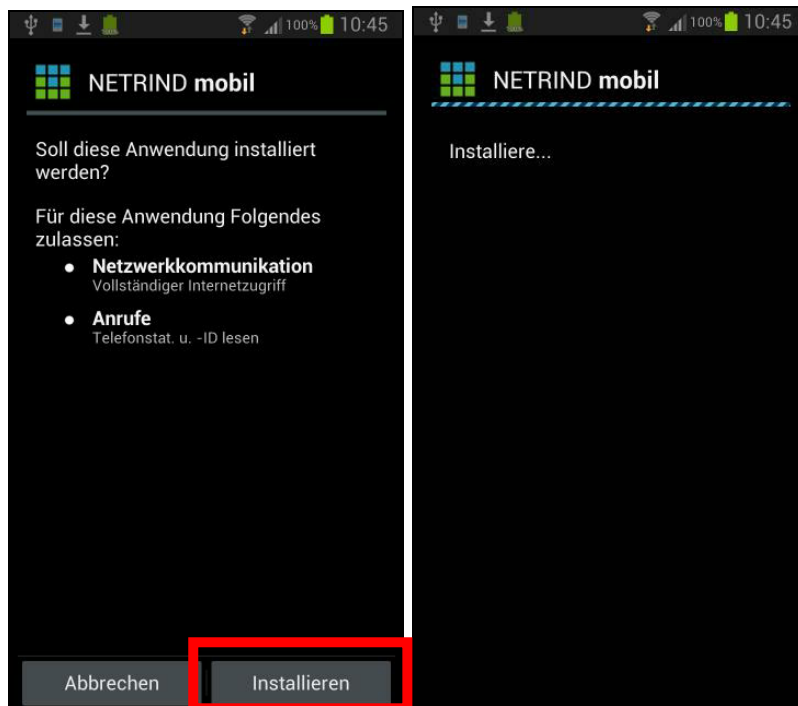 100% 10:45
NETRIND mobil
Soll diese Anwendung installiert
werden?
Für diese Anwendung Folgendes
zulassen:
● Netzwerkkommunikation
Vollständiger Internetzugriff
● Anrufe
Telefonstat. u. -ID lesen
Abbrechen Installieren
100% 10:45
NETRIND mobil
Installiere...